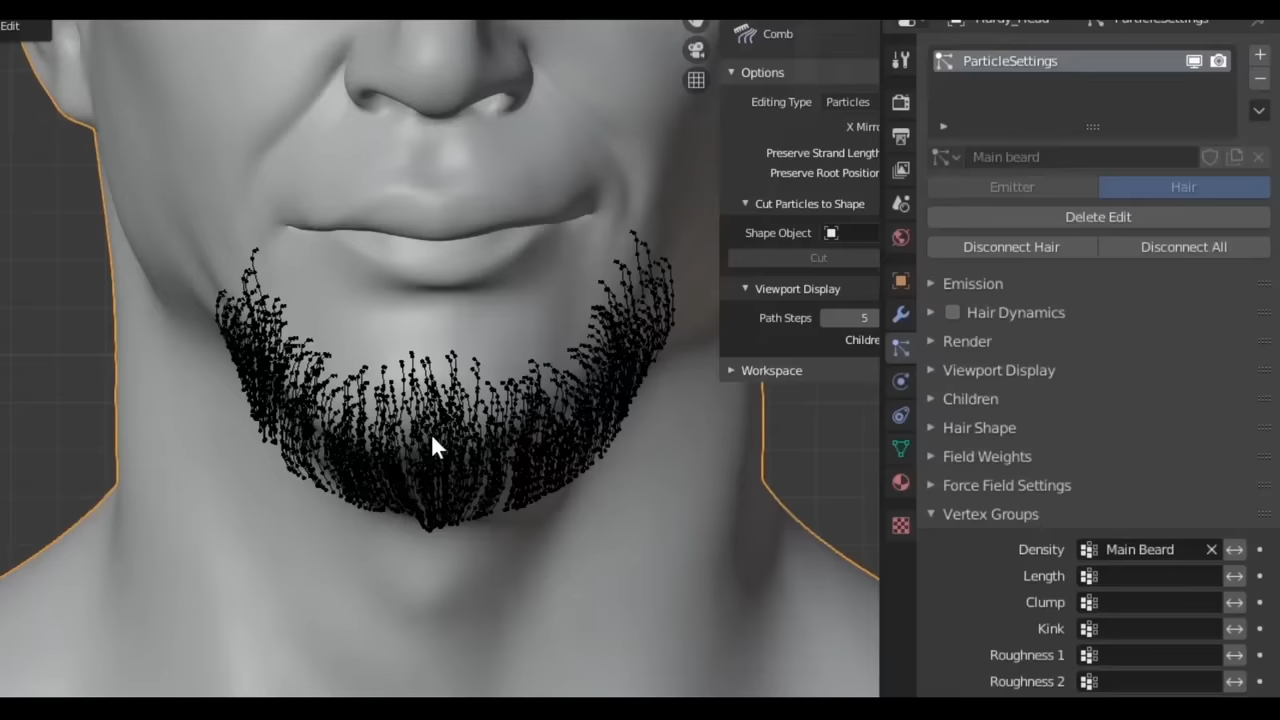 Edit
Comb
Options
Editing Type Particles
X Mirro
Preserve Strand Length
Preserve Root Position
Cut Particles to Shape
Shape Object
Cut
Viewport Display
Path Steps 5
Childre
Workspace
Hardy_Head ParticleSettings
ParticleSettings
Main beard
Emitter Hair
Delete Edit
Disconnect Hair Disconnect All
Emission
Hair Dynamics
Render
Viewport Display
Children
Hair Shape
Field Weights
Force Field Settings
Vertex Groups
Density Main Beard
Length
Clump
Kink
Roughness 1
Roughness 2